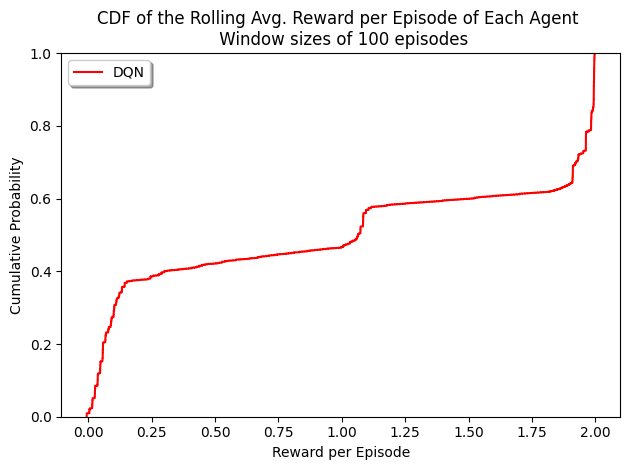 CDF of the Rolling Avg. Reward per Episode of Each Agent
Window sizes of 100 episodes
DQN
Cumulative Probability
1.0
0.8
0.6
0.4
0.2
0.0
0.00 0.25 0.50 0.75 1.00 1.25 1.50 1.75 2.00
Reward per Episode